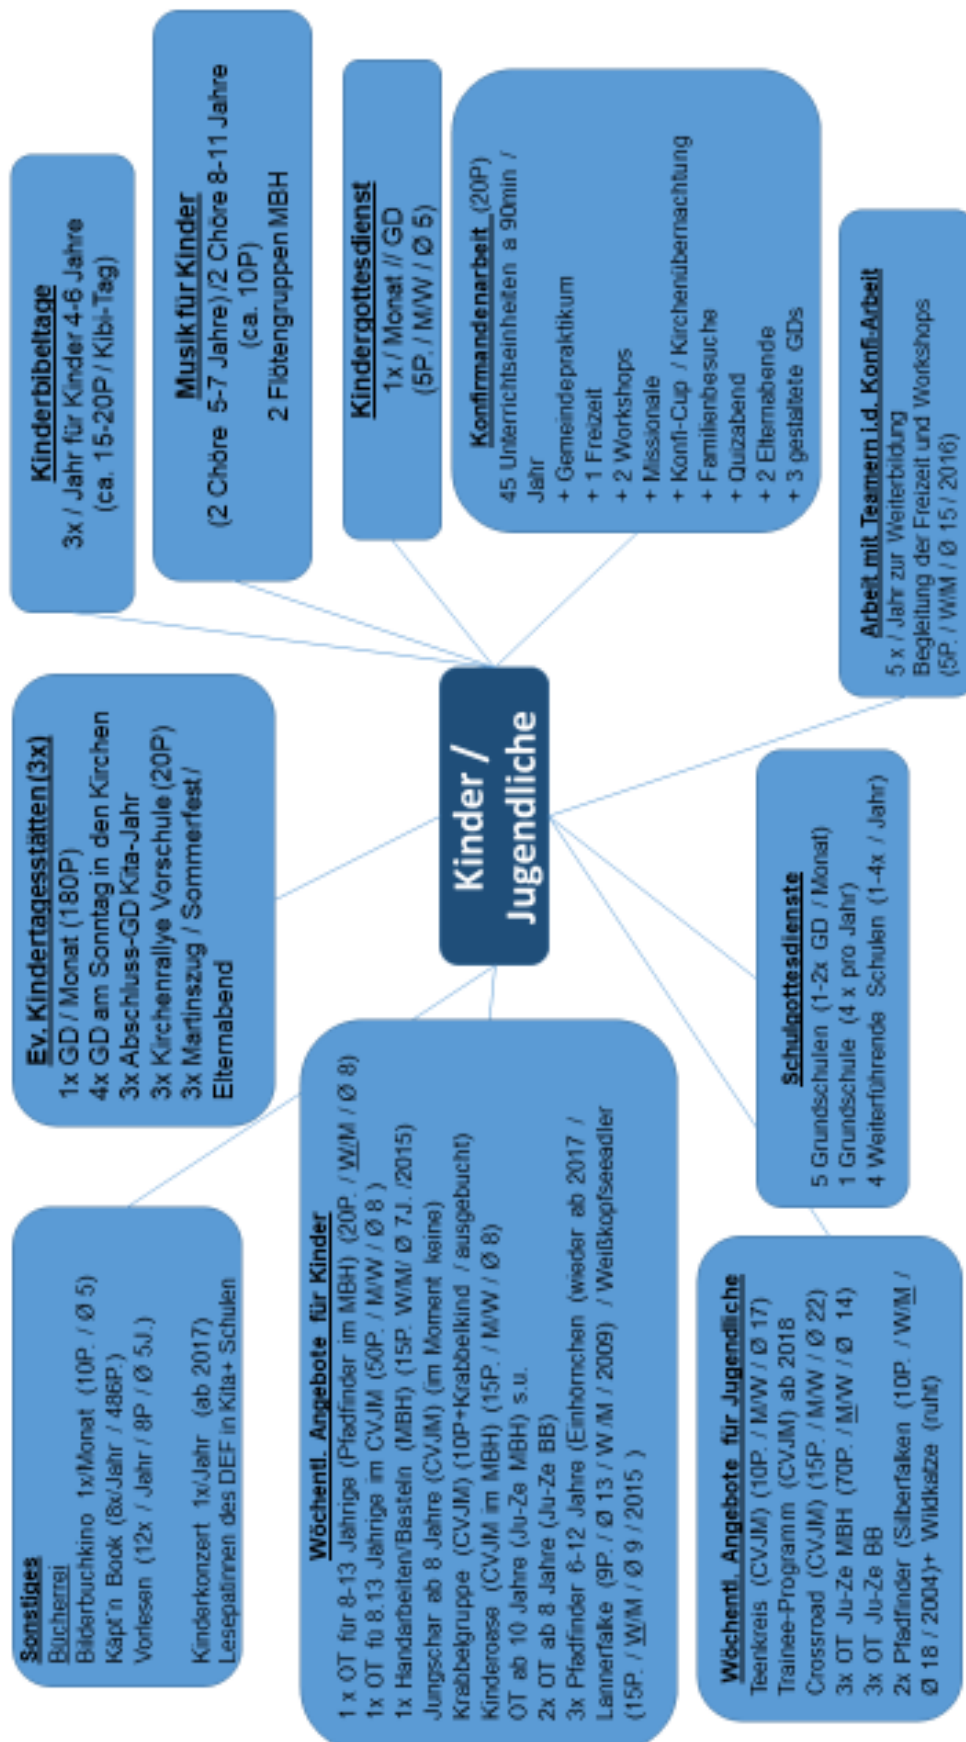 Sonstiges
Bücherrei
Bilderbuchkino 1x/Monat (10P. / Ø 5)
Käpt´n Book (8x/Jahr / 486P.)
Vorlesen (12x / Jahr / 8P / Ø 5J.)
Kinderkonzert 1x/Jahr (ab 2017)
Lesepatinnen des DEF in Kita+ Schulen
Ev. Kindertagesstätten (3x)
1x GD / Monat (180P)
4x GD am Sonntag in den Kirchen
3x Abschluss-GD Kita-Jahr
3x Kirchenrallye Vorschule (20P)
3x Martinszug / Sommerfest /
Elternabend
Kinderbibeltage
3x / Jahr für Kinder 4-6 Jahre
(ca. 15-20P / Kibi-Tag)
Musik für Kinder
(2 Chöre 5-7 Jahre) /2 Chöre 8-11 Jahre
(ca. 10P)
2 Flötengruppen MBH
Kindergottesdienst
1x / Monat // GD
(5P. / M/W / Ø 5)
Wöchentl. Angebote für Kinder
1 x OT für 8-13 Jährige (Pfadfinder im MBH) (20P. / W/M / Ø 8)
1x OT fü 8.13 Jährige im CVJM (50P. / M/W / Ø 8 )
1x Handarbeiten/Basteln (MBH) (15P. W/M/ Ø 7J. /2015)
Jungschar ab 8 Jahre (CVJM) (im Moment keine)
Krabbelgruppe (CVJM) (10P+Krabbelkind / ausgebucht)
Kinderoase (CVJM im MBH) (15P. / M/W / Ø 8)
OT ab 10 Jahre (Ju-Ze MBH) s.u.
2x OT ab 8 Jahre (Ju-Ze BB)
3x Pfadfinder 6-12 Jahre (Einhörnchen (wieder ab 2017 /
Lannerfalke (9P. / Ø 13 / W/M / 2009) / Weißkopfseeadler
(15P. / W/M / Ø 9 / 2015 )
Kinder /
Jugendliche
Konfirmandenarbeit (20P)
45 Unterrichtseinheiten a 90min /
Jahr
+ Gemeindepraktikum
+ 1 Freizeit
+ 2 Workshops
+ Missionale
+ Konfi-Cup / Kirchenübernachtung
+ Familienbesuche
+ Quizabend
+ 2 Elternabende
+ 3 gestaltete GDs
Wöchentl. Angebote für Jugendliche
Teenkreis (CVJM) (10P. / M/W / Ø 17)
Trainee-Programm (CVJM) ab 2018
Crossroad (CVJM) (15P. / M/W / Ø 22)
3x OT Ju-Ze MBH (70P. / M/W / Ø 14)
3x OT Ju-Ze BB
2x Pfadfinder (Silberfalken (10P. / W/M /
Ø 18 / 2004)+ Wildkatze (ruht)
Schulgottesdienste
5 Grundschulen (1-2x GD / Monat)
1 Grundschule (4 x pro Jahr)
4 Weiterführende Schulen (1-4x / Jahr)
Arbeit mit Teamern i.d. Konfi-Arbeit
5 x / Jahr zur Weiterbildung
Begleitung der Freizeit und Workshops
(5P. / W/M / Ø 15 / 2016)